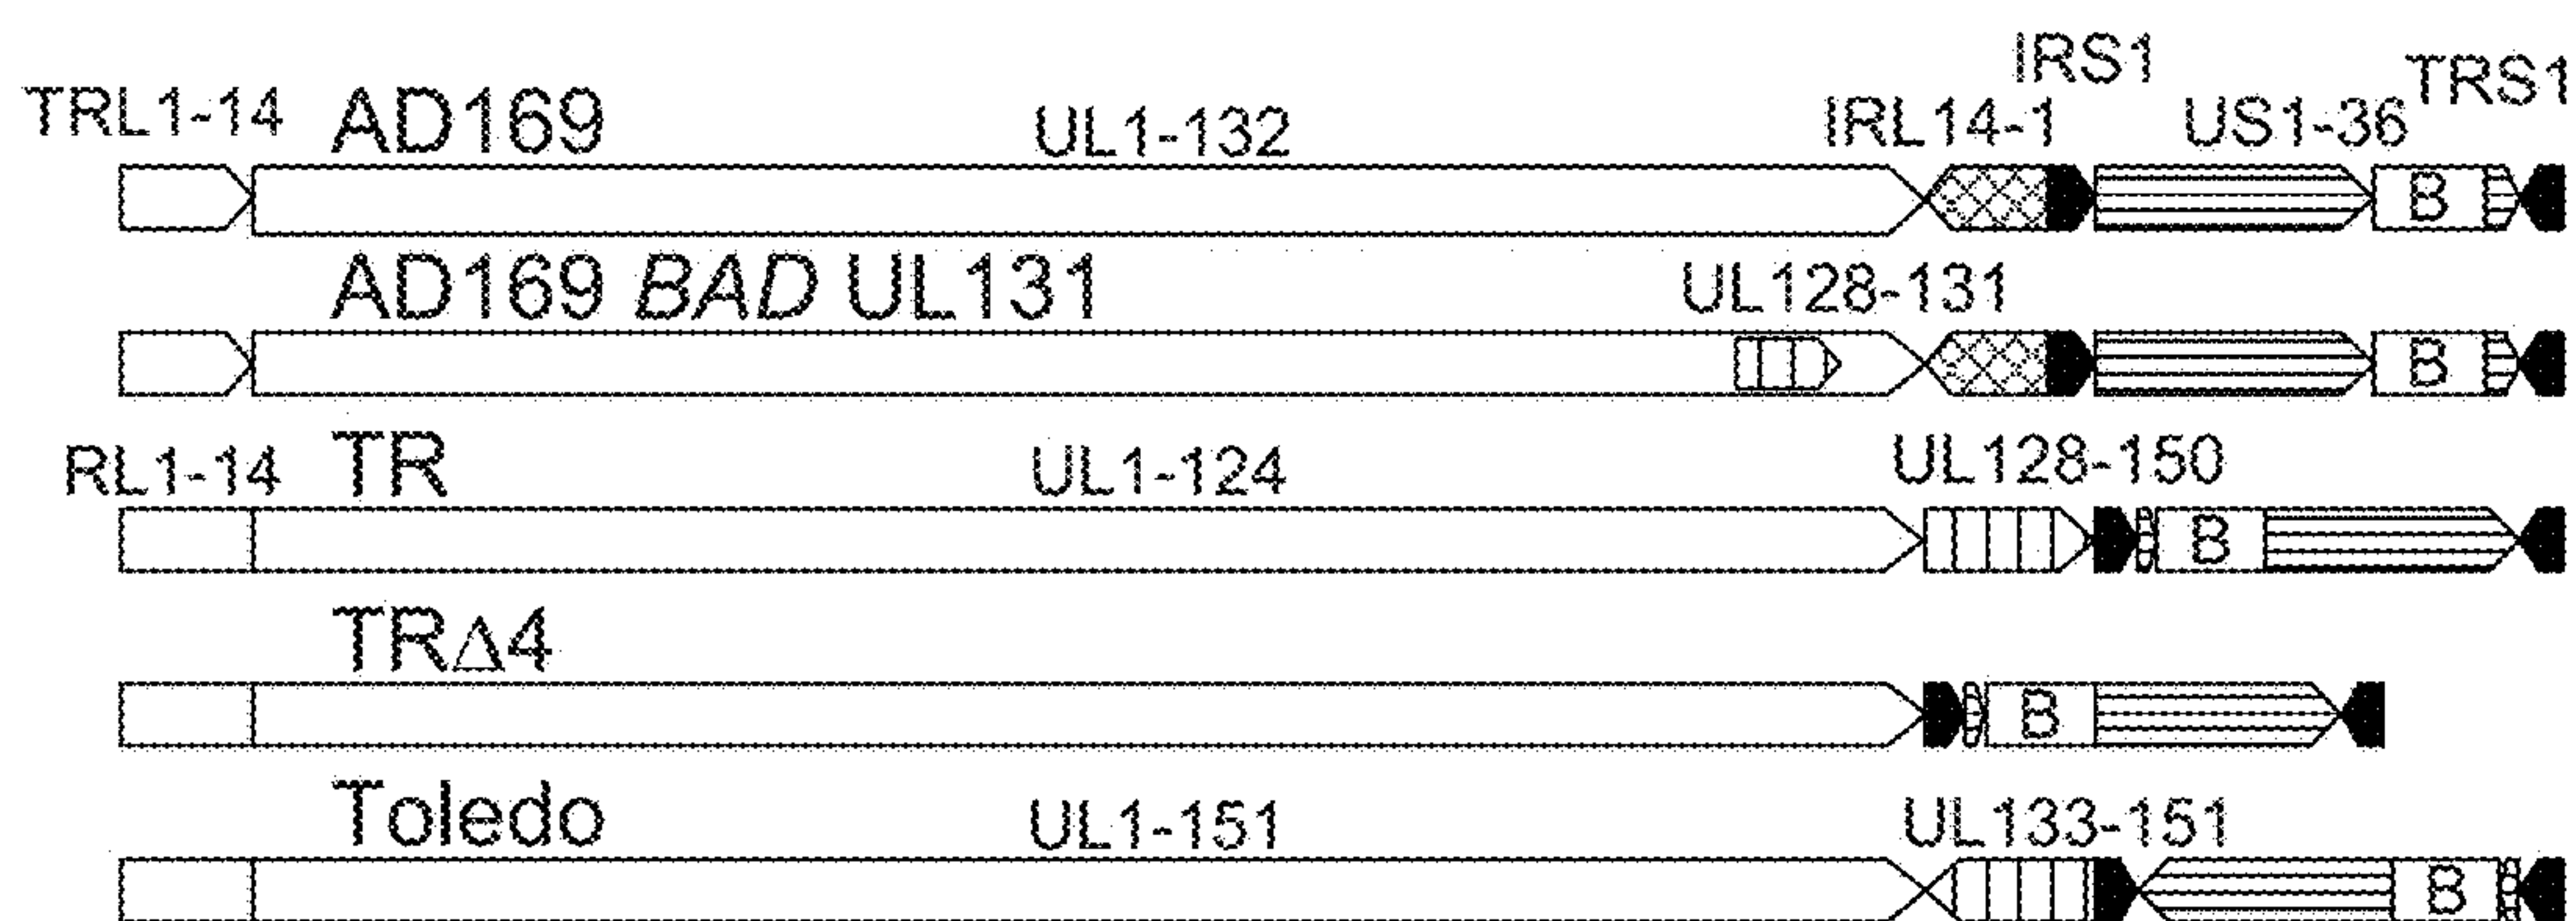 IRS1
TRL1-14 AD169 UL1-132 IRL14-1 US1-36 TRS1
B
AD169 BAD UL131 UL128-131
B
RL1-14 TR UL1-124 UL128-150
B
TRΔ4
B
Toledo UL1-151 UL133-151
B